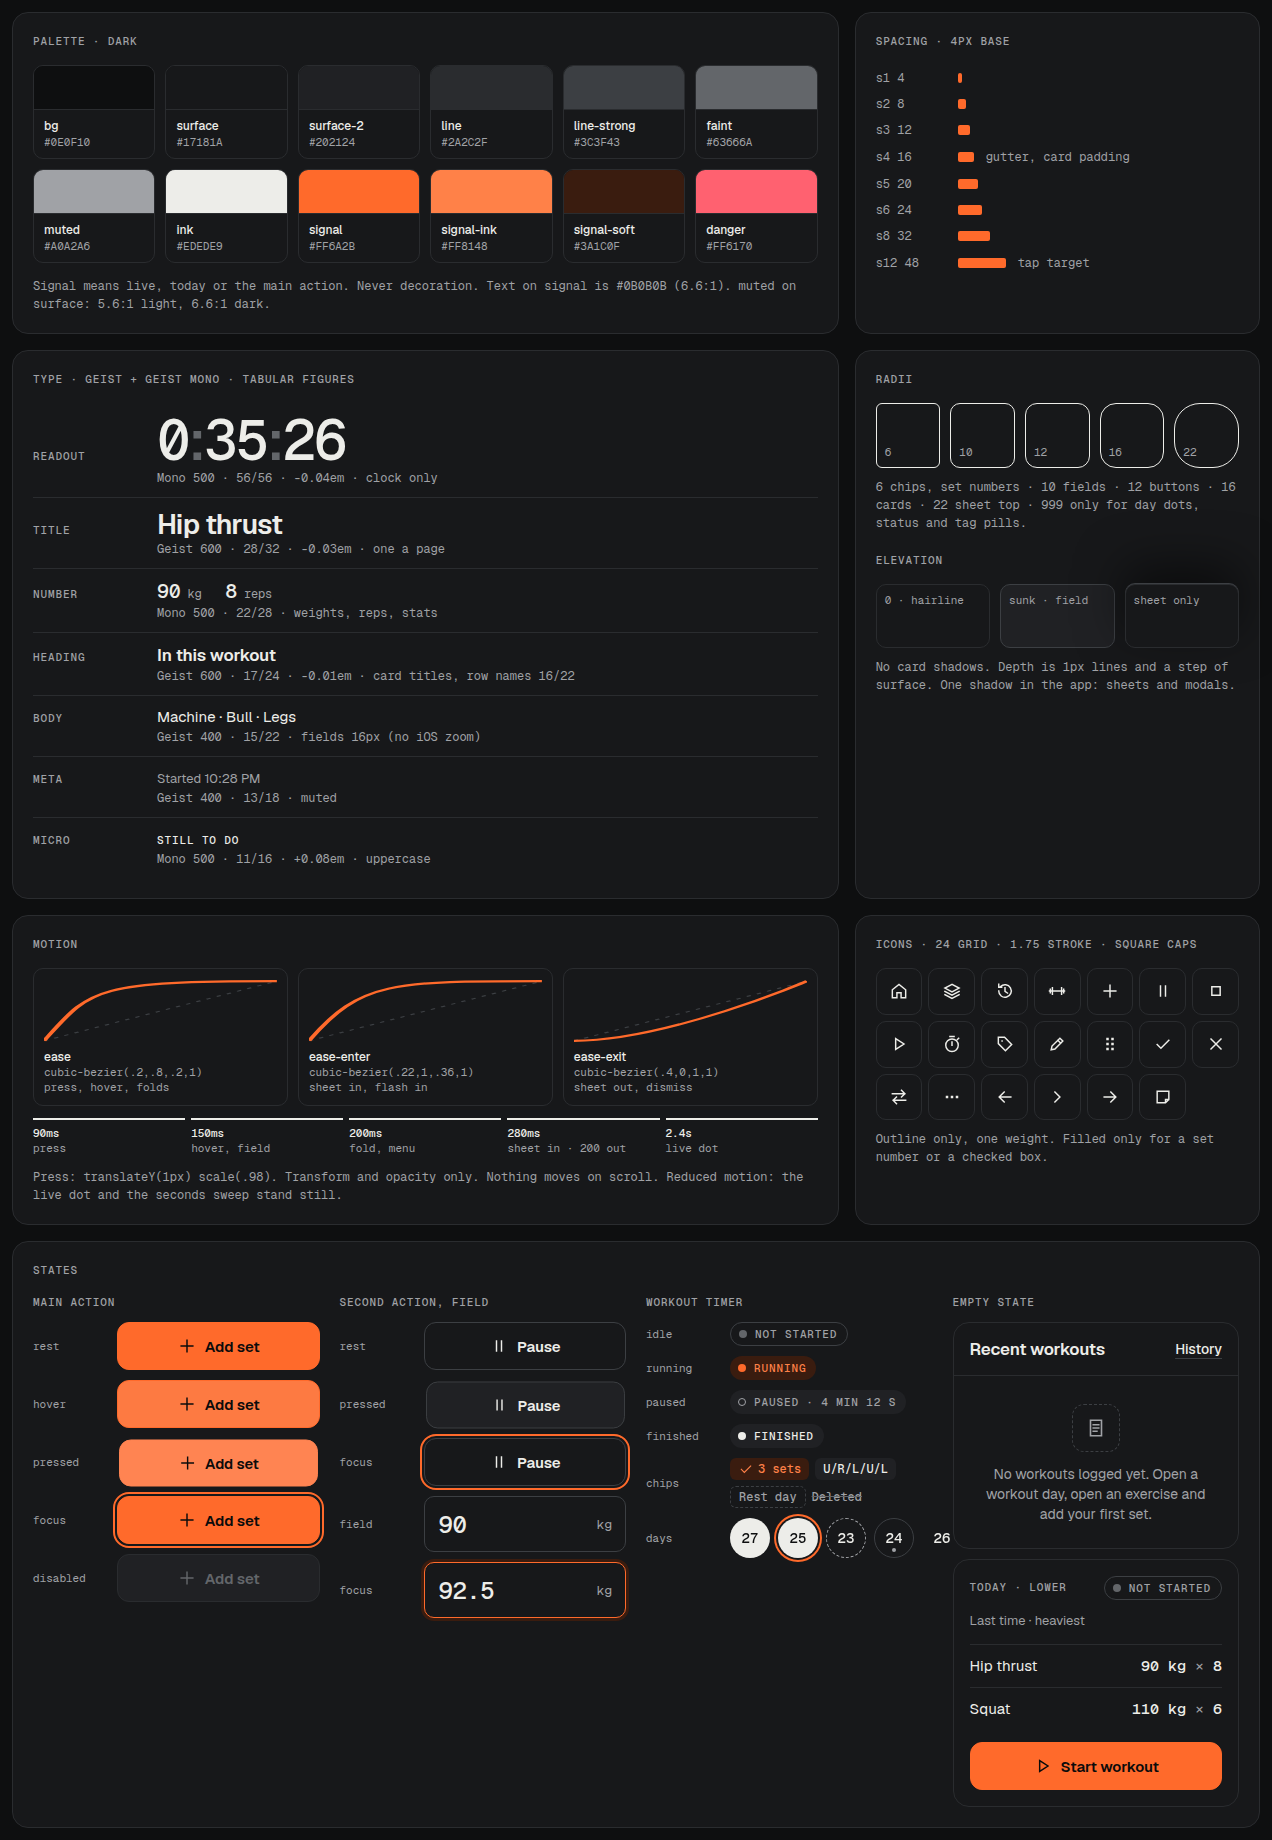 PALETTE · DARK
bg
#0E0F10
surface
#17181A
surface-2
#202124
line
#2A2C2F
line-strong
#3C3F43
faint
#63666A
muted
#A0A2A6
ink
#EDEDE9
signal
#FF6A2B
signal-ink
#FF8148
signal-soft
#3A1C0F
danger
#FF6170
Signal means live, today or the main action. Never decoration. Text on signal is #0B0B0B (6.6:1). muted on
surface: 5.6:1 light, 6.6:1 dark.
SPACING · 4PX BASE
s1 4
s2 8
s3 12
s4 16 gutter, card padding
s5 20
s6 24
s8 32
s12 48 tap target
TYPE · GEIST + GEIST MONO · TABULAR FIGURES
READOUT
0:35:26
Mono 500 · 56/56 · -0.04em · clock only
TITLE
Hip thrust
Geist 600 · 28/32 · -0.03em · one a page
NUMBER
90 kg 8 reps
Mono 500 · 22/28 · weights, reps, stats
HEADING
In this workout
Geist 600 · 17/24 · -0.01em · card titles, row names 16/22
BODY
Machine · Bull · Legs
Geist 400 · 15/22 · fields 16px (no iOS zoom)
META
Started 10:28 PM
Geist 400 · 13/18 · muted
MICRO
STILL TO DO
Mono 500 · 11/16 · +0.08em · uppercase
RADII
6 10 12 16 22
6 chips, set numbers · 10 fields · 12 buttons · 16
cards · 22 sheet top · 999 only for day dots,
status and tag pills.
ELEVATION
0 · hairline
sunk · field
sheet only
No card shadows. Depth is 1px lines and a step of
surface. One shadow in the app: sheets and modals.
MOTION
ease
cubic-bezier(.2,.8,.2,1)
press, hover, folds
ease-enter
cubic-bezier(.22,1,.36,1)
sheet in, flash in
ease-exit
cubic-bezier(.4,0,1,1)
sheet out, dismiss
90ms
press
150ms
hover, field
200ms
fold, menu
280ms
sheet in · 200 out
2.4s
live dot
Press: translateY(1px) scale(.98). Transform and opacity only. Nothing moves on scroll. Reduced motion: the
live dot and the seconds sweep stand still.
ICONS · 24 GRID · 1.75 STROKE · SQUARE CAPS
Outline only, one weight. Filled only for a set
number or a checked box.
STATES
MAIN ACTION
rest Add set
hover Add set
pressed Add set
focus Add set
disabled Add set
SECOND ACTION, FIELD
rest Pause
pressed Pause
focus Pause
field 90 kg
focus 92.5 kg
WORKOUT TIMER
idle NOT STARTED
running RUNNING
paused PAUSED · 4 MIN 12 S
finished FINISHED
chips
3 sets U/R/L/U/L
Rest day Deleted
days 27 25 23 24 26
EMPTY STATE
Recent workouts History
No workouts logged yet. Open a
workout day, open an exercise and
add your first set.
TODAY · LOWER NOT STARTED
Last time · heaviest
Hip thrust 90 kg × 8
Squat 110 kg × 6
Start workout